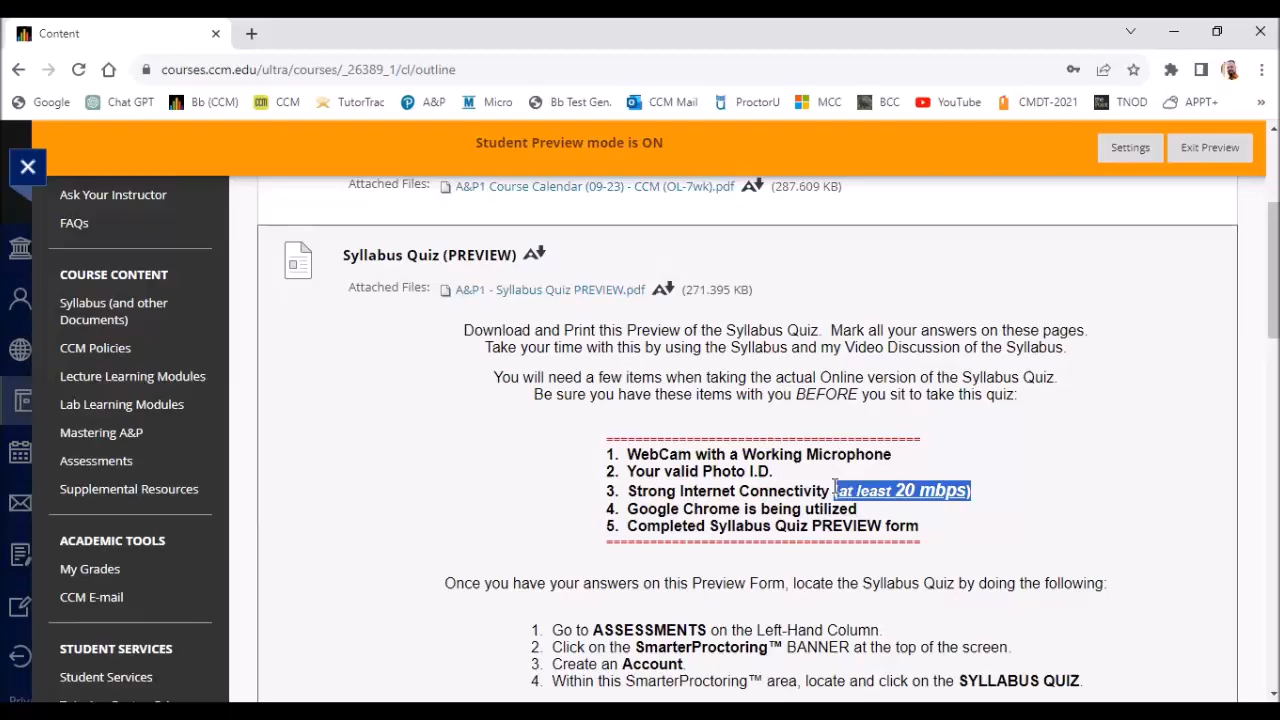 Content
courses.ccm.edu/ultra/courses/_26389_1/cl/outline
Google Chat GPT Bb (CCM) CCM TutorTrac A&P Micro Bb Test Gen. CCM Mail ProctorU MCC BCC YouTube CMDT-2021 TNOD APPT+ »
Student Preview mode is ON
Settings
Exit Preview
Ask Your Instructor
FAQs
COURSE CONTENT
Syllabus (and other
Documents)
CCM Policies
Lecture Learning Modules
Lab Learning Modules
Mastering A&P
Assessments
Supplemental Resources
ACADEMIC TOOLS
My Grades
CCM E-mail
STUDENT SERVICES
Student Services
Attached Files: A&P1 Course Calendar (09-23) - CCM (OL-7wk).pdf (287.609 KB)
Syllabus Quiz (PREVIEW)
Attached Files: A&P1 - Syllabus Quiz PREVIEW.pdf (271.395 KB)
Download and Print this Preview of the Syllabus Quiz. Mark all your answers on these pages.
Take your time with this by using the Syllabus and my Video Discussion of the Syllabus.
You will need a few items when taking the actual Online version of the Syllabus Quiz.
Be sure you have these items with you BEFORE you sit to take this quiz:
==========================================
1. WebCam with a Working Microphone
2. Your valid Photo I.D.
3. Strong Internet Connectivity (at least 20 mbps)
4. Google Chrome is being utilized
5. Completed Syllabus Quiz PREVIEW form
==========================================
Once you have your answers on this Preview Form, locate the Syllabus Quiz by doing the following:
1. Go to ASSESSMENTS on the Left-Hand Column.
2. Click on the SmarterProctoring™ BANNER at the top of the screen.
3. Create an Account.
4. Within this SmarterProctoring™ area, locate and click on the SYLLABUS QUIZ.